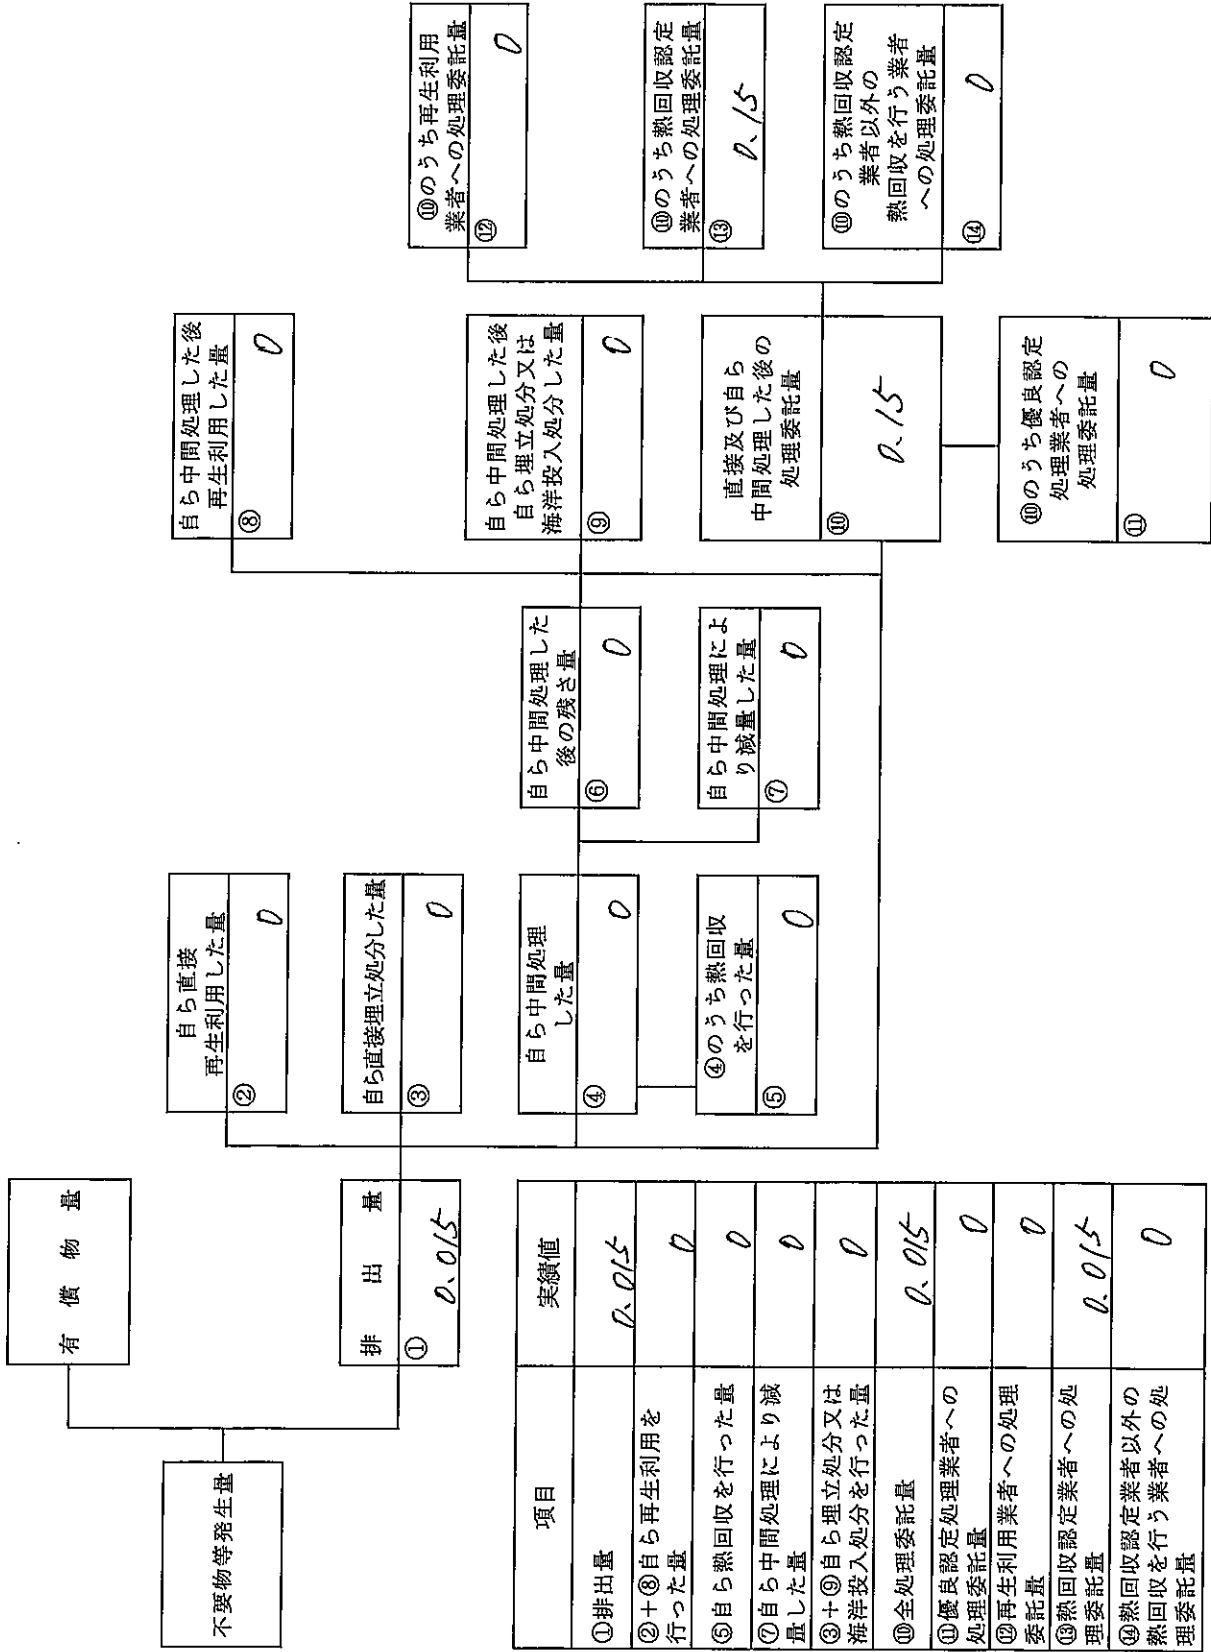 不要物等発生量
有償物量
排出量
①
0.015
自ら直接
再生利用した量
②
0
自ら直接埋立処分した量
③
0
自ら中間処理
した量
④
0
④のうち熱回収
を行った量
⑤
0
自ら中間処理した
後の残さ量
⑥
0
自ら中間処理によ
り減量した量
⑦
0
自ら中間処理した後
再生利用した量
⑧
0
自ら中間処理した後
自ら埋立処分又は
海洋投入処分した量
⑨
0
直接及び自ら
中間処理した後の
処理委託量
⑩
0.15
⑩のうち優良認定
処理業者への
処理委託量
⑪
0
⑩のうち再生利用
業者への処理委託量
⑫
0
⑩のうち熱回収認定
業者への処理委託量
⑬
0.15
⑩のうち熱回収認定
業者以外の
熱回収を行う業者
への処理委託量
⑭
0
項目 実績値
①排出量 0.015
②+⑧自ら再生利用を
行った量 0
⑤自ら熱回収を行った量 0
⑦自ら中間処理により減
量した量 0
③+⑨自ら埋立処分又は
海洋投入処分を行った量 0
⑩全処理委託量 0.015
⑪優良認定処理業者への
処理委託量 0
⑫再生利用業者への処理
委託量 0
⑬熱回収認定業者への処
理委託量 0.015
⑭熱回収認定業者以外の
熱回収を行う業者への処
理委託量 0